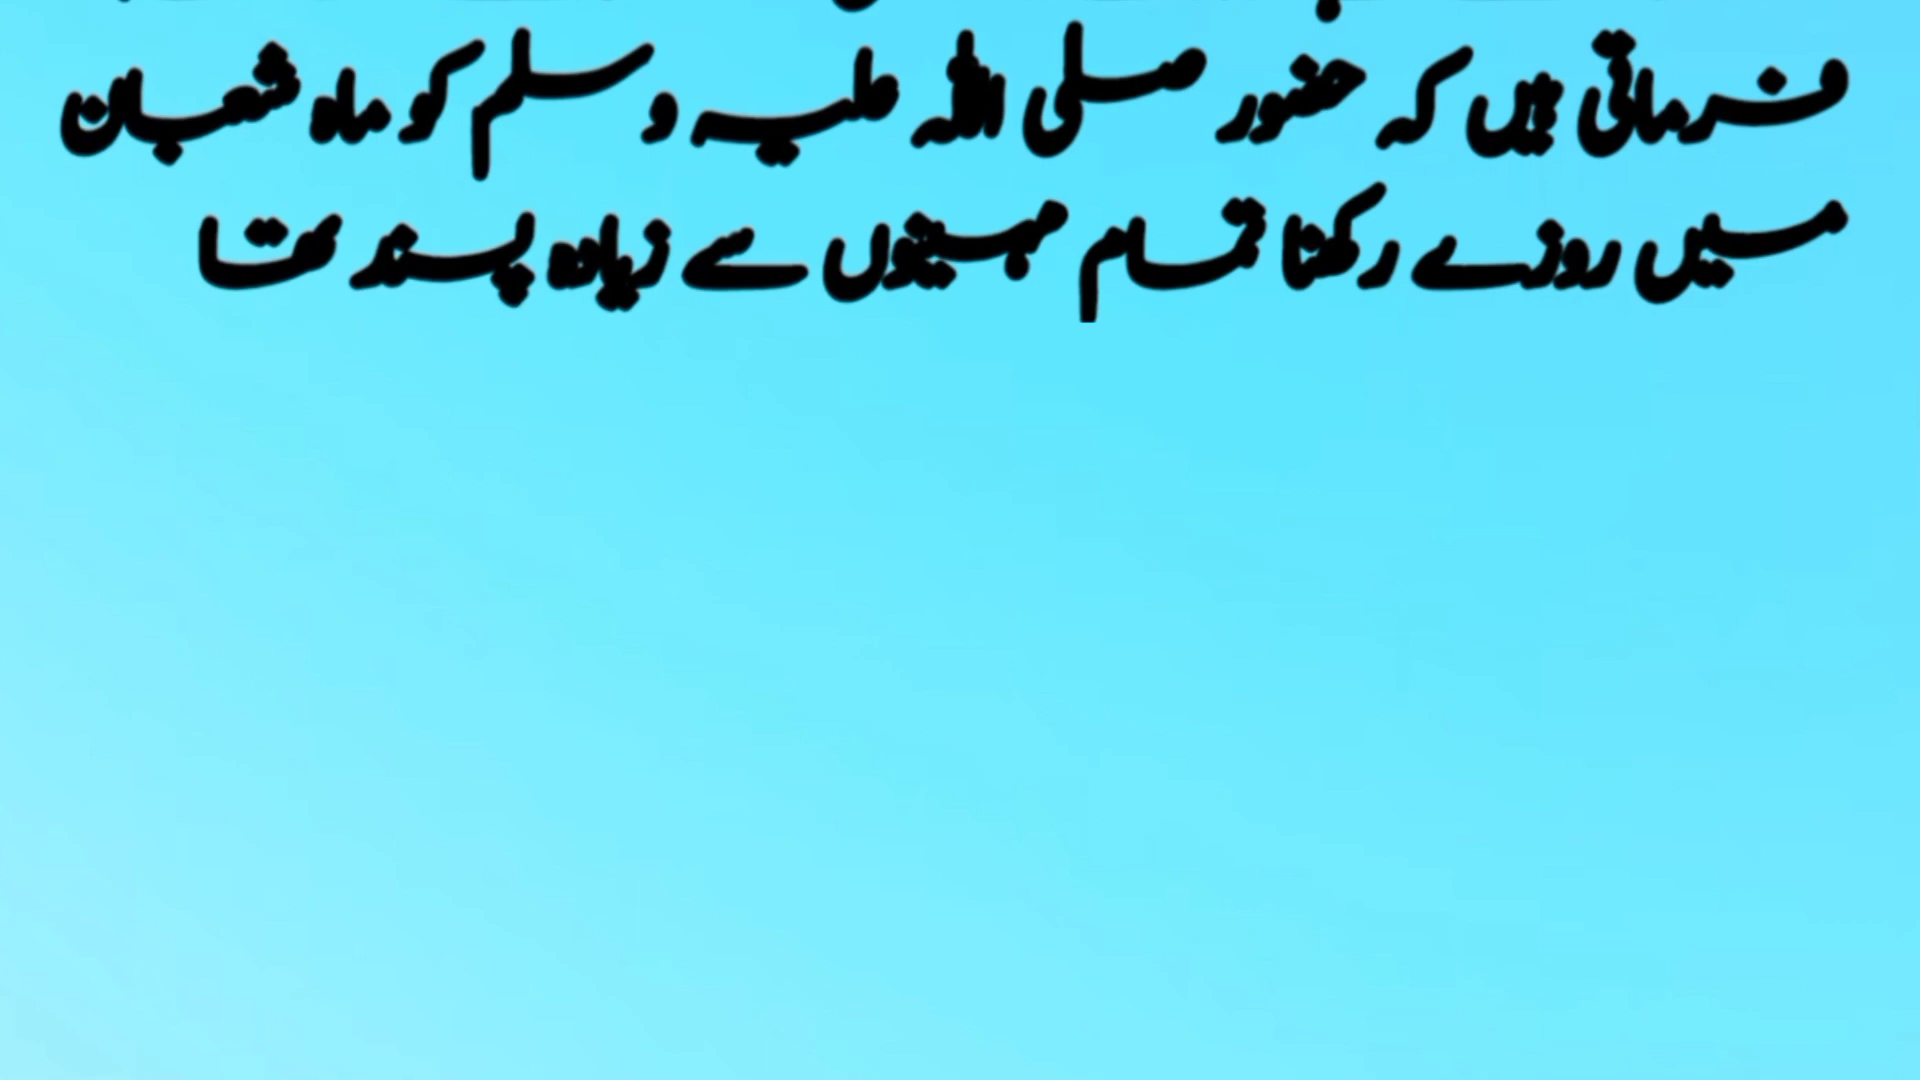 فرماتی ہیں کہ حضور صلی اللہ علیہ وسلم کو ماہ شعبان
میں روزے رکھنا تمام مہینوں سے زیادہ پسند تھا